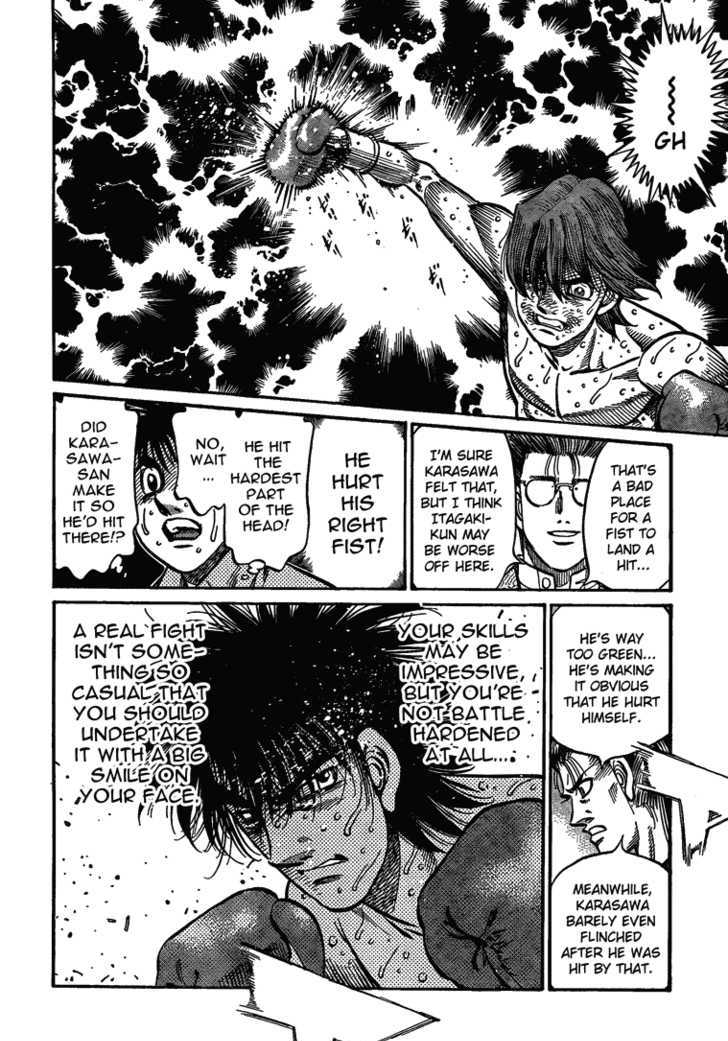 GH
THAT'S
A BAD
PLACE
FOR A
FIST TO
LAND A
HIT...
I'M SURE
KARASAWA
FELT THAT,
BUT I THINK
ITAGAKI-
KUN MAY
BE WORSE
OFF HERE.
HE
HURT
HIS
RIGHT
FIST!
HE HIT
THE
HARDEST
PART
OF THE
HEAD!
NO,
WAIT
...
DID
KARA-
SAWA-
SAN
MAKE
IT SO
HE'D HIT
THERE!?
HE'S WAY
TOO GREEN...
HE'S MAKING
IT OBVIOUS
THAT HE HURT
HIMSELF.
MEANWHILE,
KARASAWA
BARELY EVEN
FLINCHED
AFTER HE WAS
HIT BY THAT.
YOUR SKILLS
MAY BE
IMPRESSIVE,
BUT YOU'RE
NOT BATTLE
HARDENED
AT ALL....
A REAL FIGHT
ISN'T SOME-
THING SO
CASUAL THAT
YOU SHOULD
UNDERTAKE
IT WITH A BIG
SMILE ON
YOUR FACE.